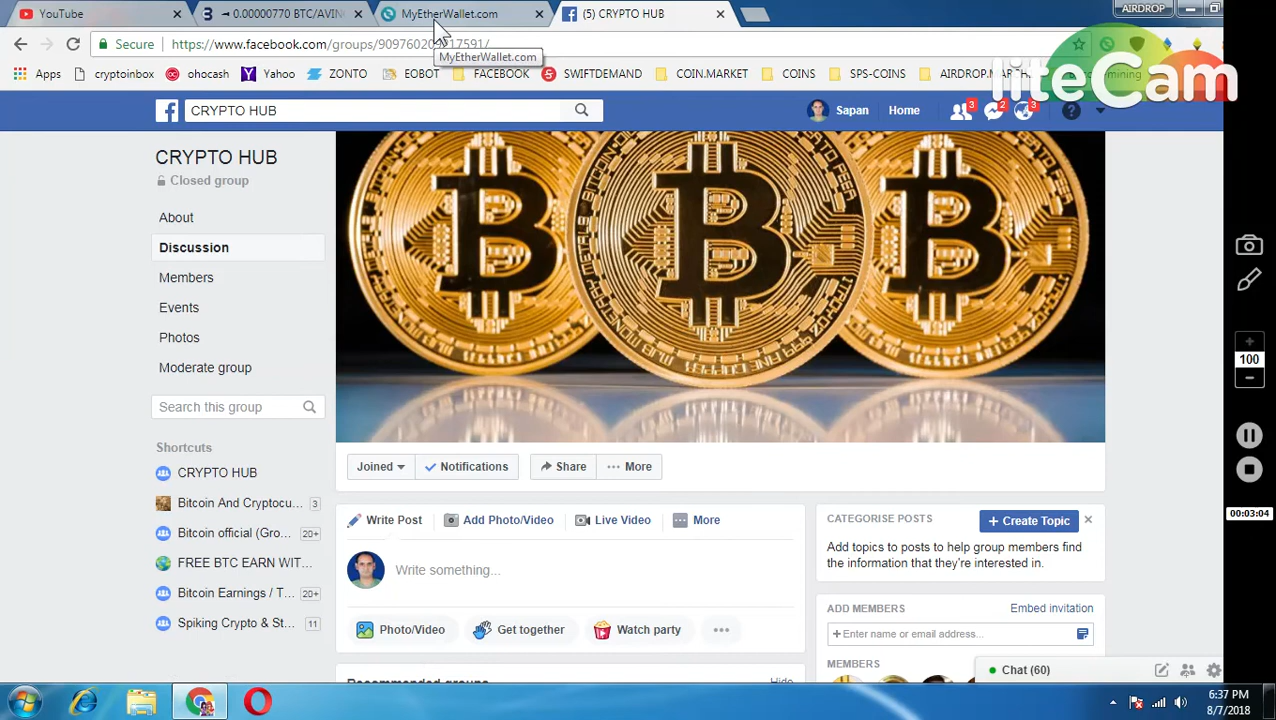 YouTube
0.00000770 BTC/AVIN
MyEtherWallet.com
(5) CRYPTO HUB
AIRDROP
Secure
https://www.facebook.com/groups/
MyEtherWallet.com
Apps
cryptoinbox
ohocash
Yahoo
ZONTO
EOBOT
FACEBOOK
SWIFTDEMAND
COIN.MARKET
COINS
SPS-COINS
liteCam
CRYPTO HUB
Sapan
Home
3
2
3
CRYPTO HUB
Closed group
About
Discussion
Members
Events
Photos
Moderate group
Search this group
Shortcuts
CRYPTO HUB
Bitcoin And Cryptocu... 3
Bitcoin official (Gro... 20+
FREE BTC EARN WIT...
Bitcoin Earnings / T... 20+
Spiking Crypto & St... 11
Joined
Notifications
Share
More
Write Post
Add Photo/Video
Live Video
More
Write something...
Photo/Video
Get together
Watch party
Recommended groups
Hide
CATEGORISE POSTS
+ Create Topic
Add topics to posts to help group members find
the information that they're interested in.
ADD MEMBERS
Embed invitation
+ Enter name or email address...
MEMBERS
Chat (60)
100
00:03:04
6:37 PM
8/7/2018